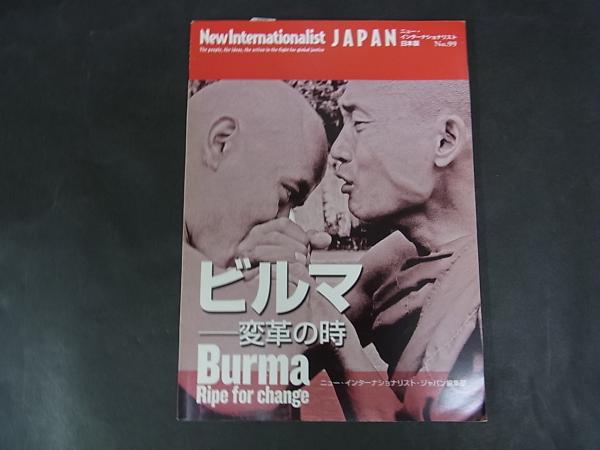 New Internationalist JAPAN
ニュー・
インターナショナリスト
日本版 No.99
The people, the ideas, the action in the fight for global justice
ビルマ
──変革の時
Burma
Ripe for change
ニュー・インターナショナリスト・ジャパン編集部